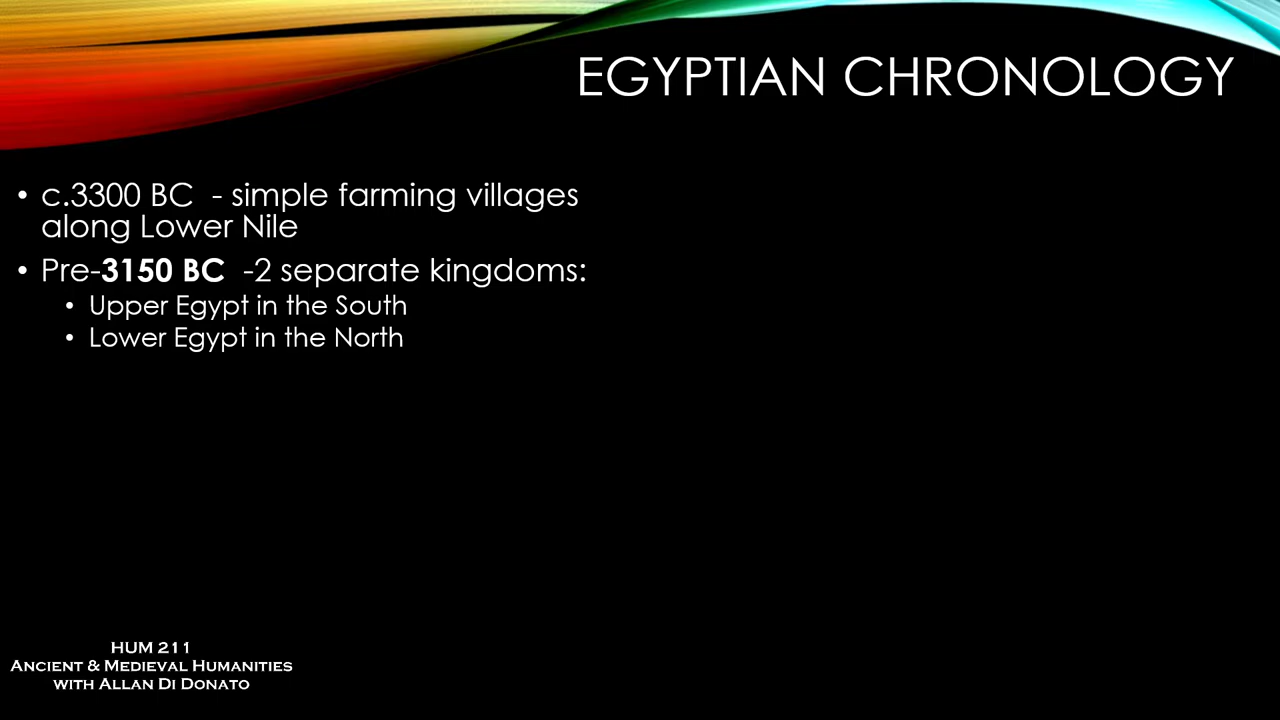 EGYPTIAN CHRONOLOGY
• c.3300 BC - simple farming villages
along Lower Nile
• Pre-3150 BC -2 separate kingdoms:
• Upper Egypt in the South
• Lower Egypt in the North
HUM 211
Ancient & Medieval Humanities
with Allan Di Donato